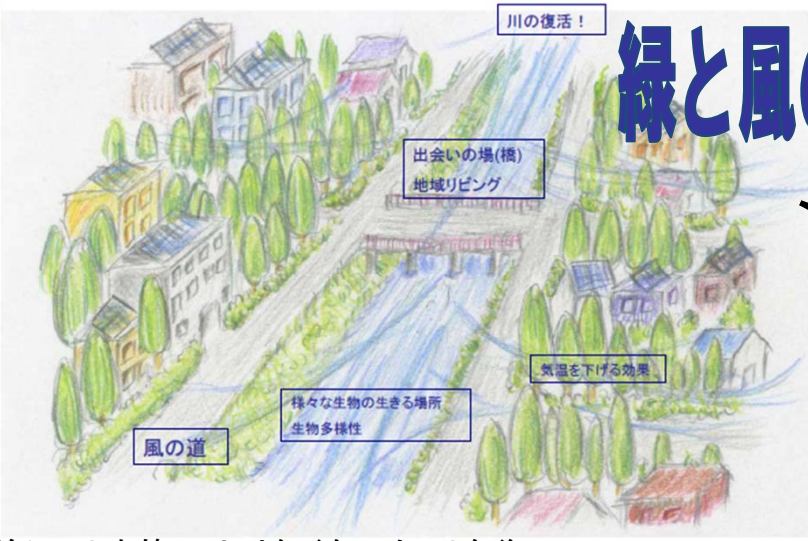 川の復活！
緑と風の
出会いの場(橋)
地域リビング
気温を下げる効果
様々な生物の生きる場所
生物多様性
風の道